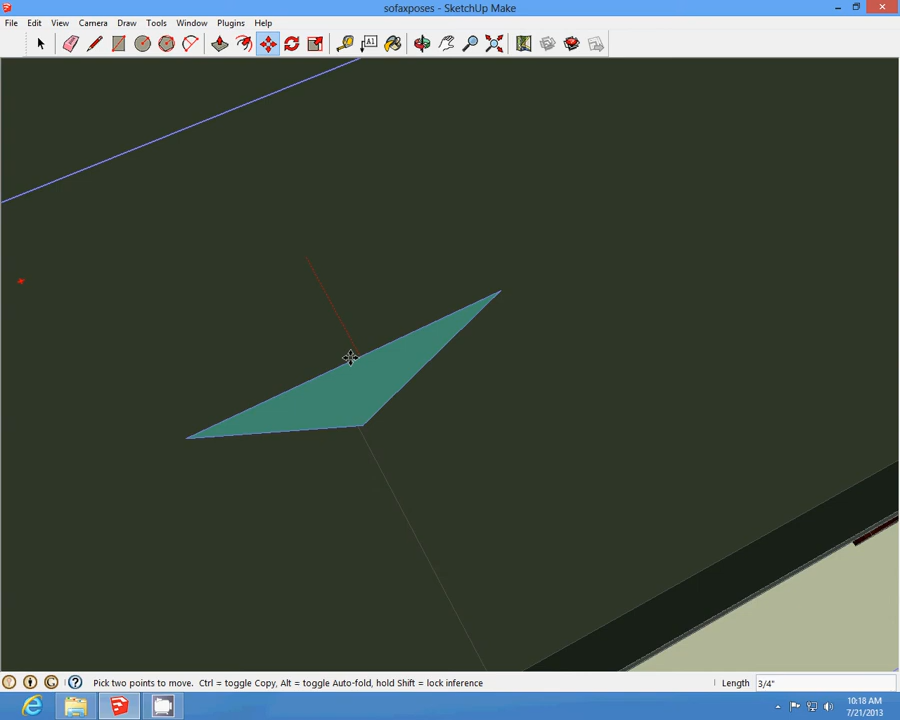 sofaxposes - SketchUp Make
File Edit View Camera Draw Tools Window Plugins Help
A1
Pick two points to move. Ctrl = toggle Copy, Alt = toggle Auto-fold, hold Shift = lock inference Length 3/4"
10:18 AM
7/21/2013